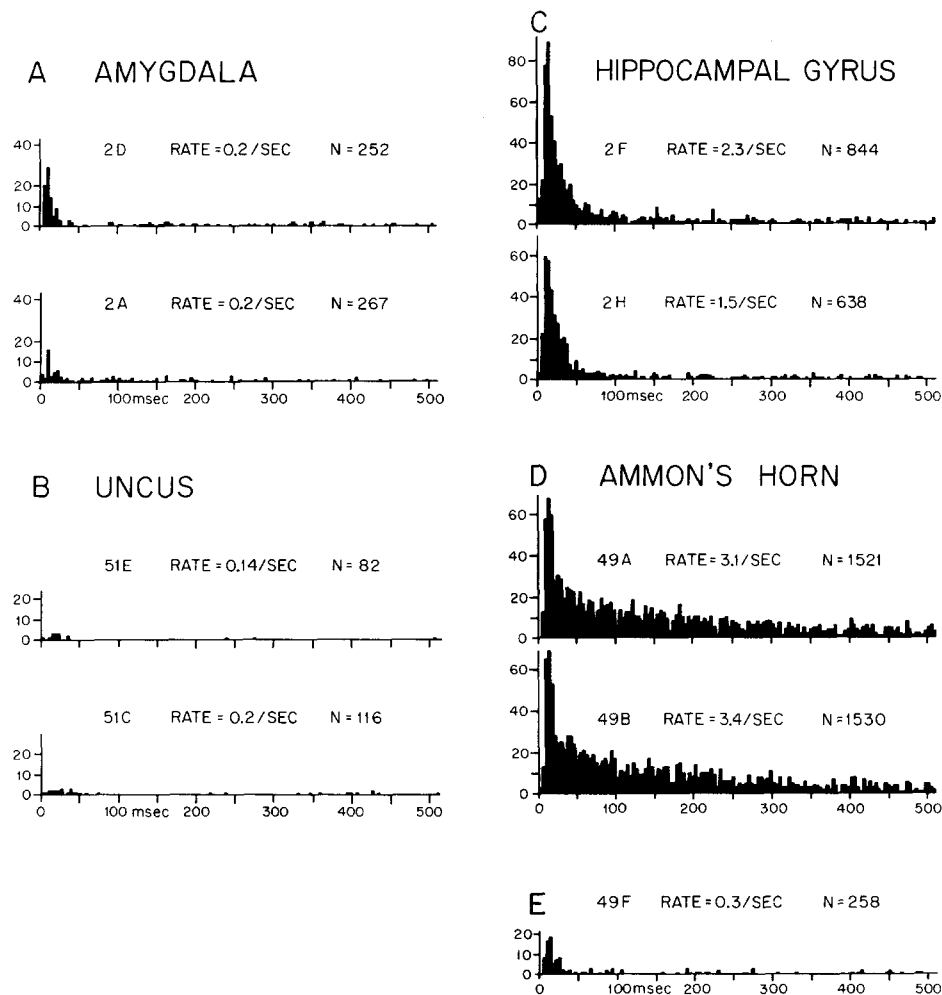 A AMYGDALA
2D RATE=0.2/SEC N=252
40
20
10
0
2A RATE=0.2/SEC N=267
40
20
10
0
0 100msec 200 300 400 500
B UNCUS
51E RATE=0.14/SEC N=82
20
10
0
51C RATE=0.2/SEC N=116
20
10
0
0 100 msec 200 300 400 500
C
HIPPOCAMPAL GYRUS
80
60
40
20
0
2F RATE=2.3/SEC N=844
60
40
20
0
2H RATE=1.5/SEC N=638
0 100msec 200 300 400 500
D AMMON'S HORN
60
40
20
0
49A RATE=3.1/SEC N=1521
60
40
20
0
49B RATE=3.4/SEC N=1530
0 100 200 300 400 500
E 49F RATE=0.3/SEC N=258
20
10
0
0 100msec 200 300 400 500